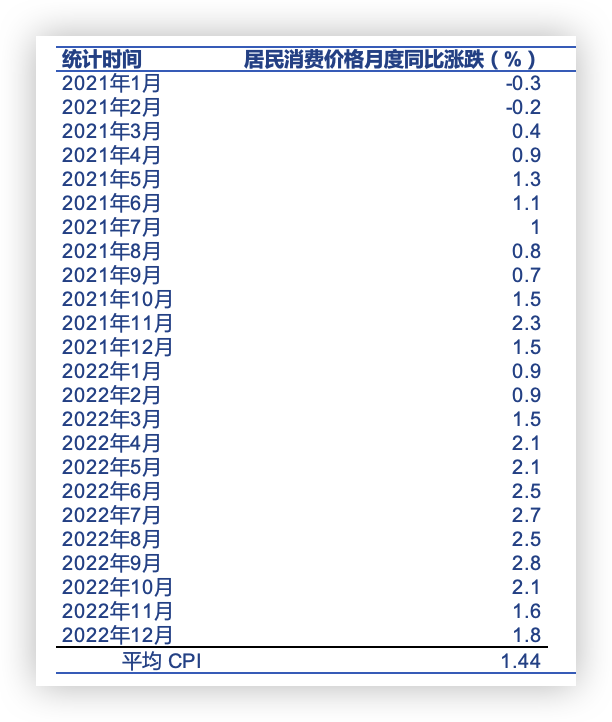 统计时间 居民消费价格月度同比涨跌（%）
2021年1月 -0.3
2021年2月 -0.2
2021年3月 0.4
2021年4月 0.9
2021年5月 1.3
2021年6月 1.1
2021年7月 1
2021年8月 0.8
2021年9月 0.7
2021年10月 1.5
2021年11月 2.3
2021年12月 1.5
2022年1月 0.9
2022年2月 0.9
2022年3月 1.5
2022年4月 2.1
2022年5月 2.1
2022年6月 2.5
2022年7月 2.7
2022年8月 2.5
2022年9月 2.8
2022年10月 2.1
2022年11月 1.6
2022年12月 1.8
平均 CPI 1.44